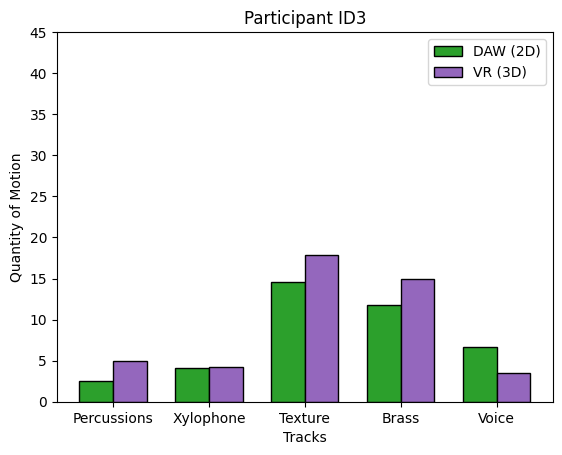 Participant ID3
DAW (2D)
VR (3D)
Quantity of Motion
45
40
35
30
25
20
15
10
5
0
Percussions Xylophone Texture Brass Voice
Tracks